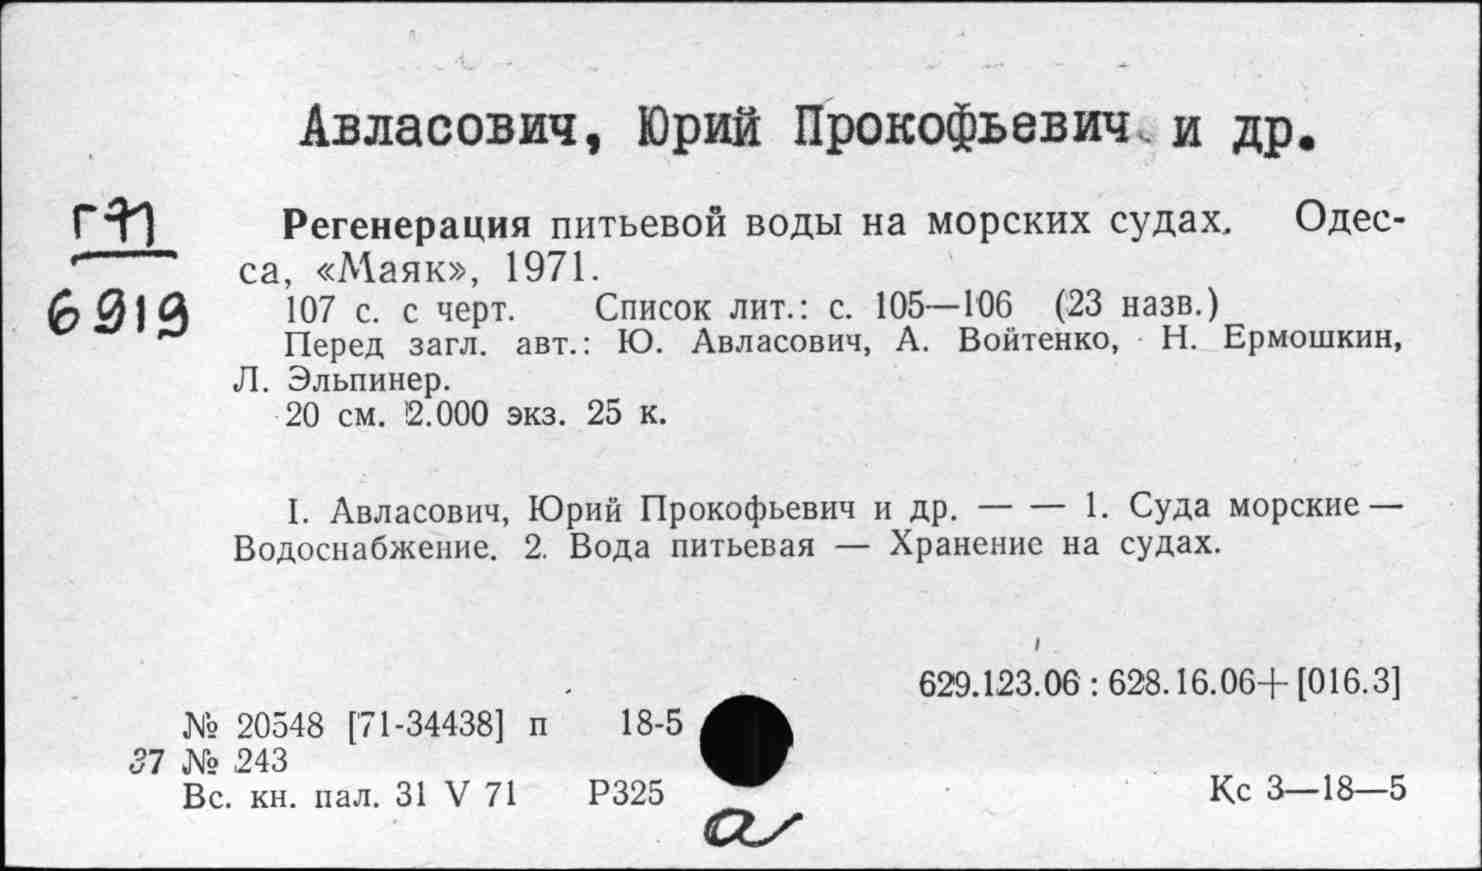 Авласович, Юрий Прокофьевич и др.
Регенерация питьевой воды на морских судах. Одес-
са, «Маяк», 1971.
6919
107 с. с черт. Список лит.: с. 105—106 (23 назв.)
Перед загл. авт.: Ю. Авласович, А. Войтенко, Н. Ермошкин,
Л. Эльпинер.
20 см. 2.000 экз. 25 к.
I. Авласович, Юрий Прокофьевич и др. — — 1. Суда морские —
Водоснабжение. 2. Вода питьевая — Хранение на судах.
629.123.06 : 628.16.06+ [016.3]
№ 20548 [71-34438] п 18-5
37 № 243
Вс. кн. пал. 31 V 71 Р325
Кс 3—18—5